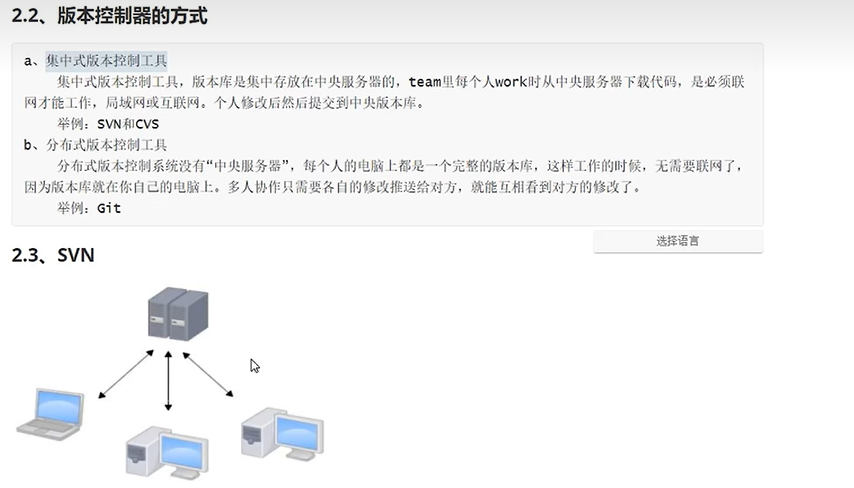 2.2、版本控制器的方式
a、集中式版本控制工具
集中式版本控制工具，版本库是集中存放在中央服务器的，team里每个人work时从中央服务器下载代码，是必须联
网才能工作，局域网或互联网。个人修改后然后提交到中央版本库。
举例：SVN和CVS
b、分布式版本控制工具
分布式版本控制系统没有“中央服务器”，每个人的电脑上都是一个完整的版本库，这样工作的时候，无需要联网了，
因为版本库就在你自己的电脑上。多人协作只需要各自的修改推送给对方，就能互相看到对方的修改了。
举例：Git
选择语言
2.3、SVN